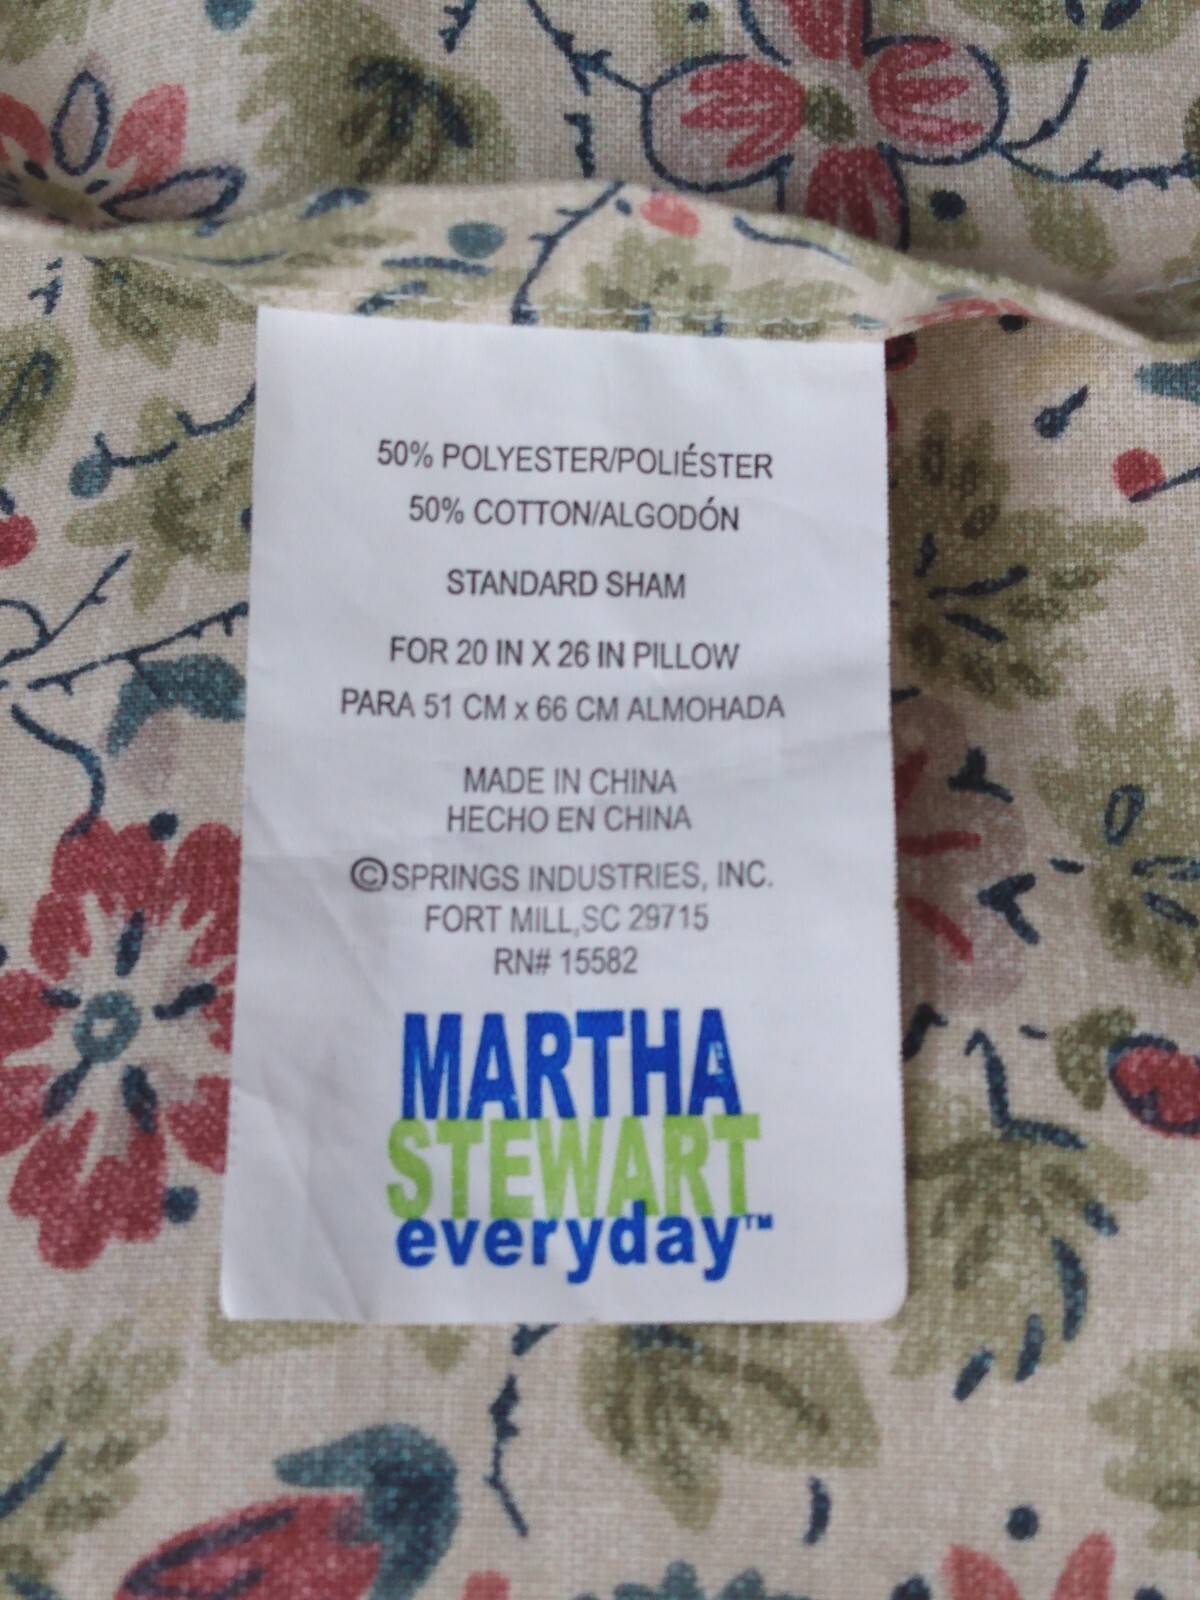 50% POLYESTER/POLIÉSTER
50% COTTON/ALGODÓN
STANDARD SHAM
FOR 20 IN X 26 IN PILLOW
PARA 51 CM x 66 CM ALMOHADA
MADE IN CHINA
HECHO EN CHINA
©SPRINGS INDUSTRIES, INC.
FORT MILL,SC 29715
RN# 15582
MARTHA
STEWART
everyday™